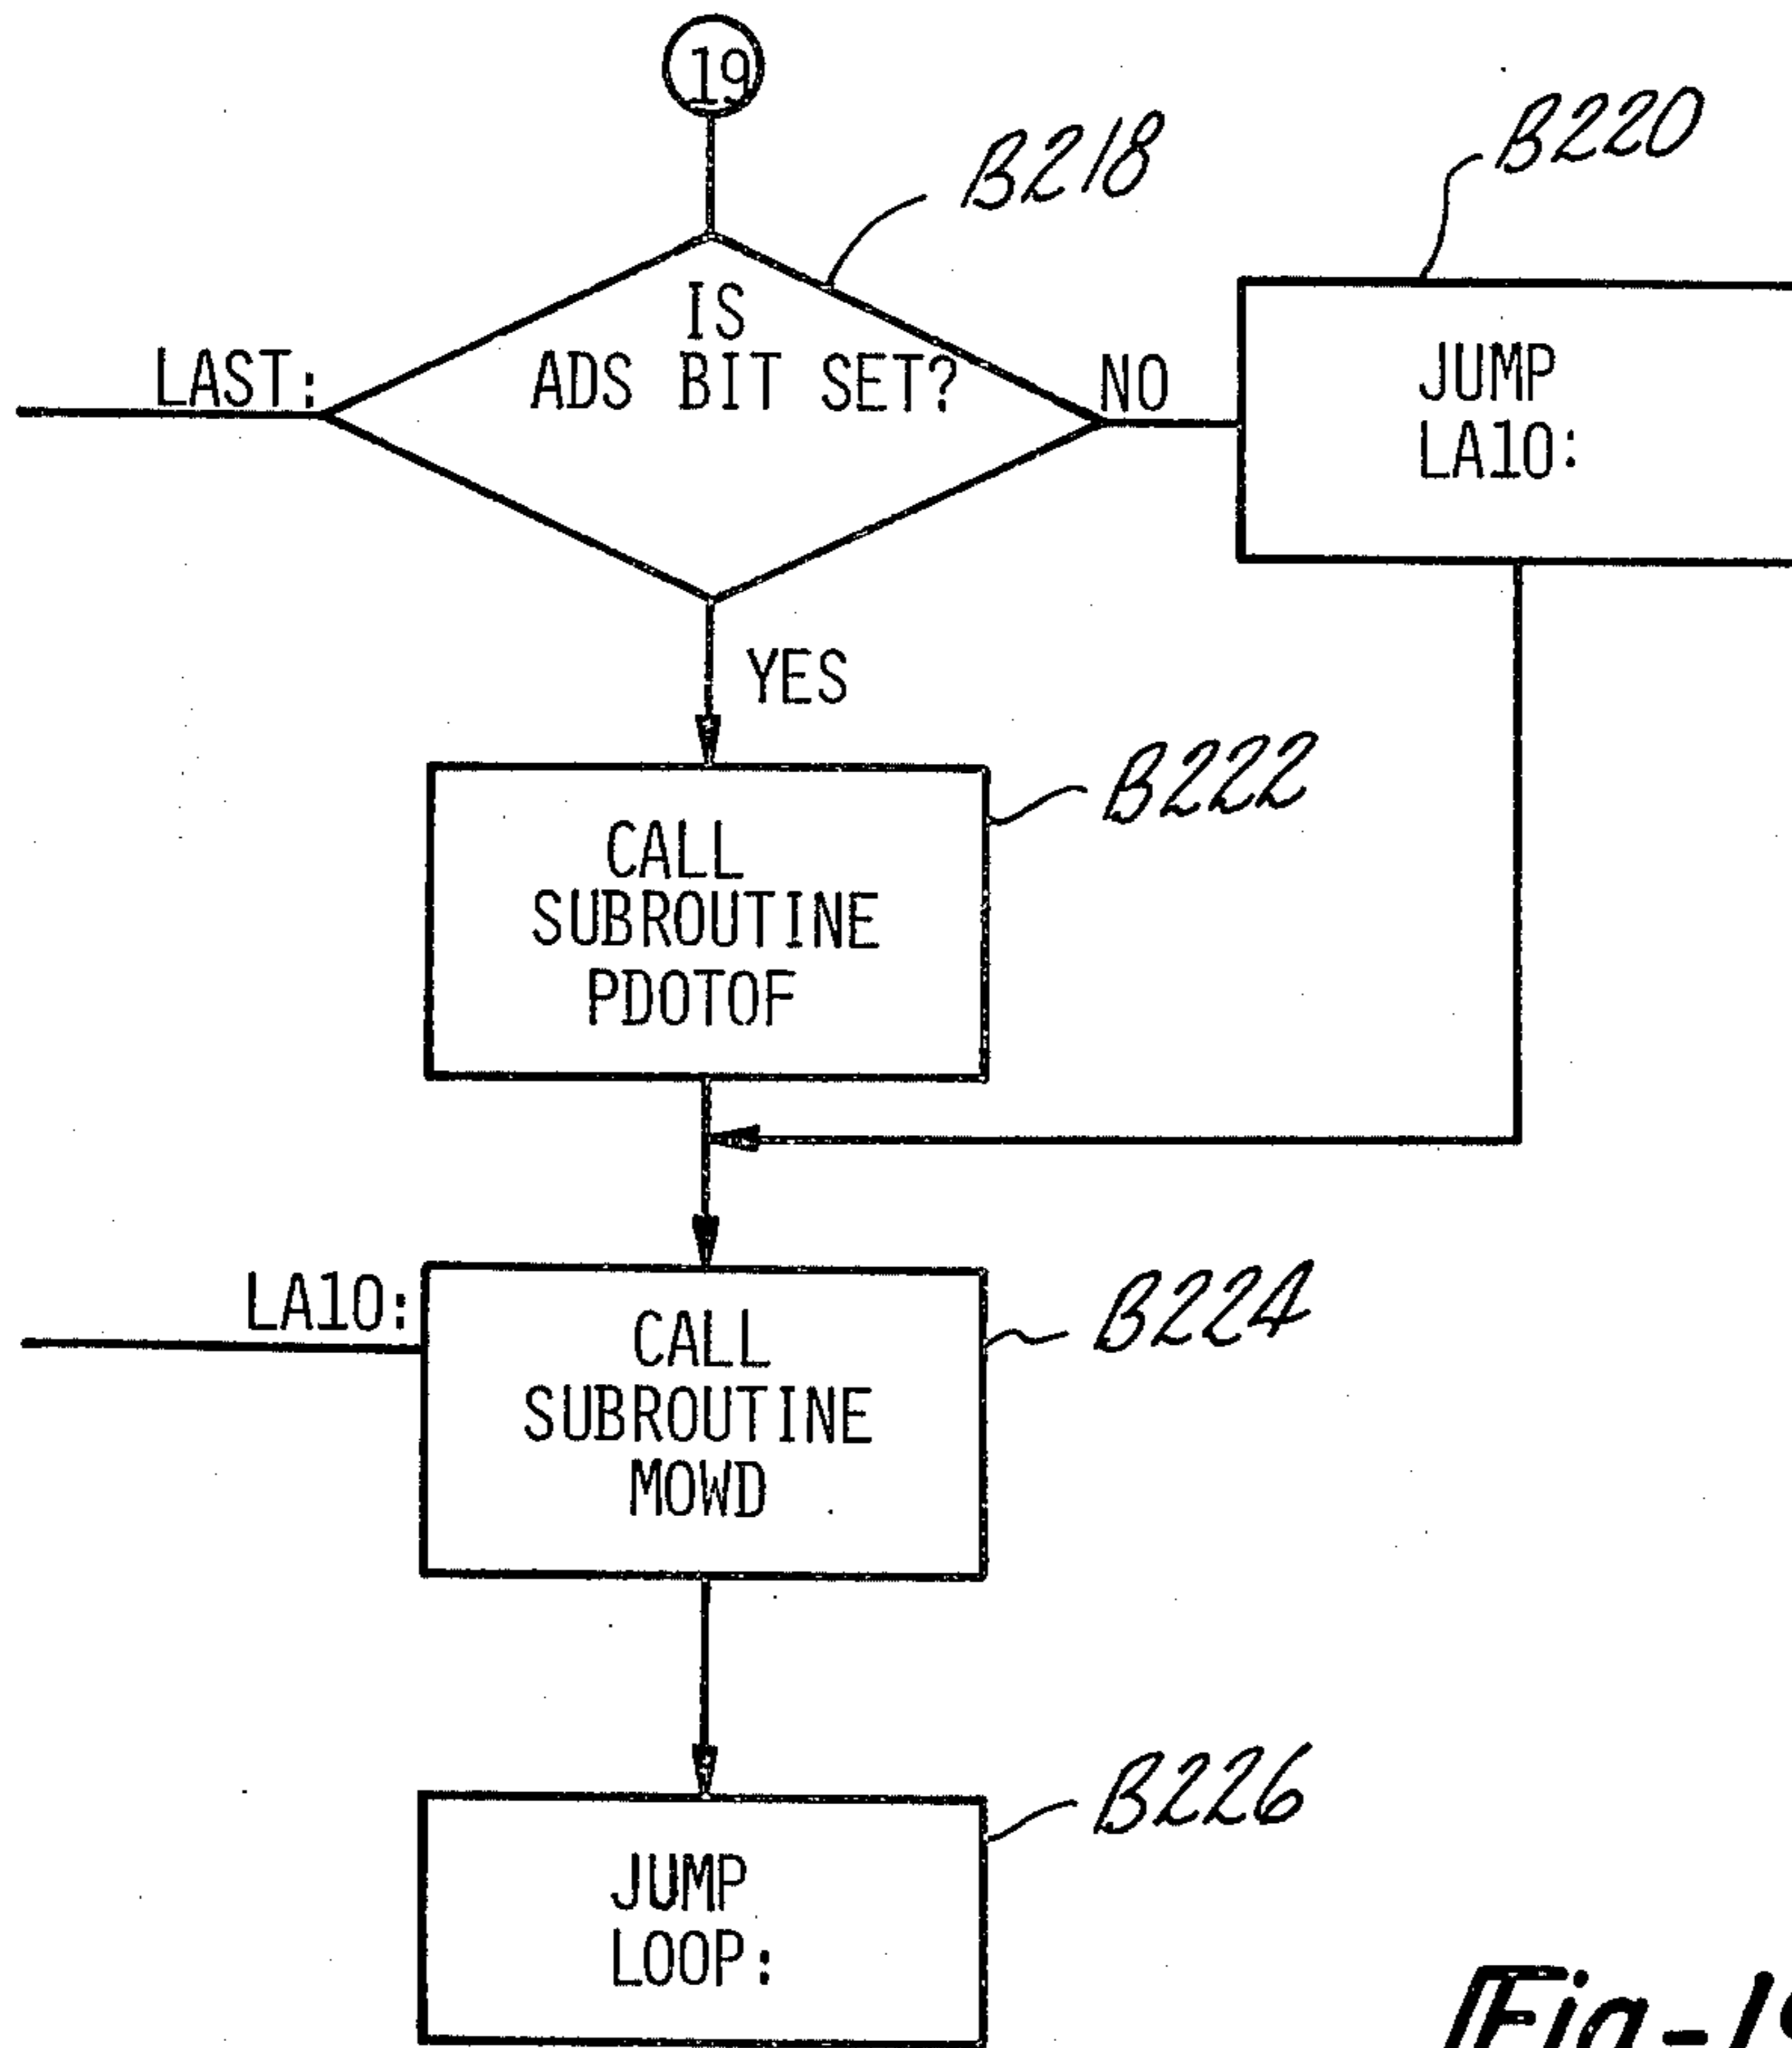 19
B218
B220
IS
ADS BIT SET?
LAST:
NO
JUMP
LA10:
YES
B222
CALL
SUBROUTINE
PDOTOF
LA10:
B224
CALL
SUBROUTINE
MOWD
B226
JUMP
LOOP: